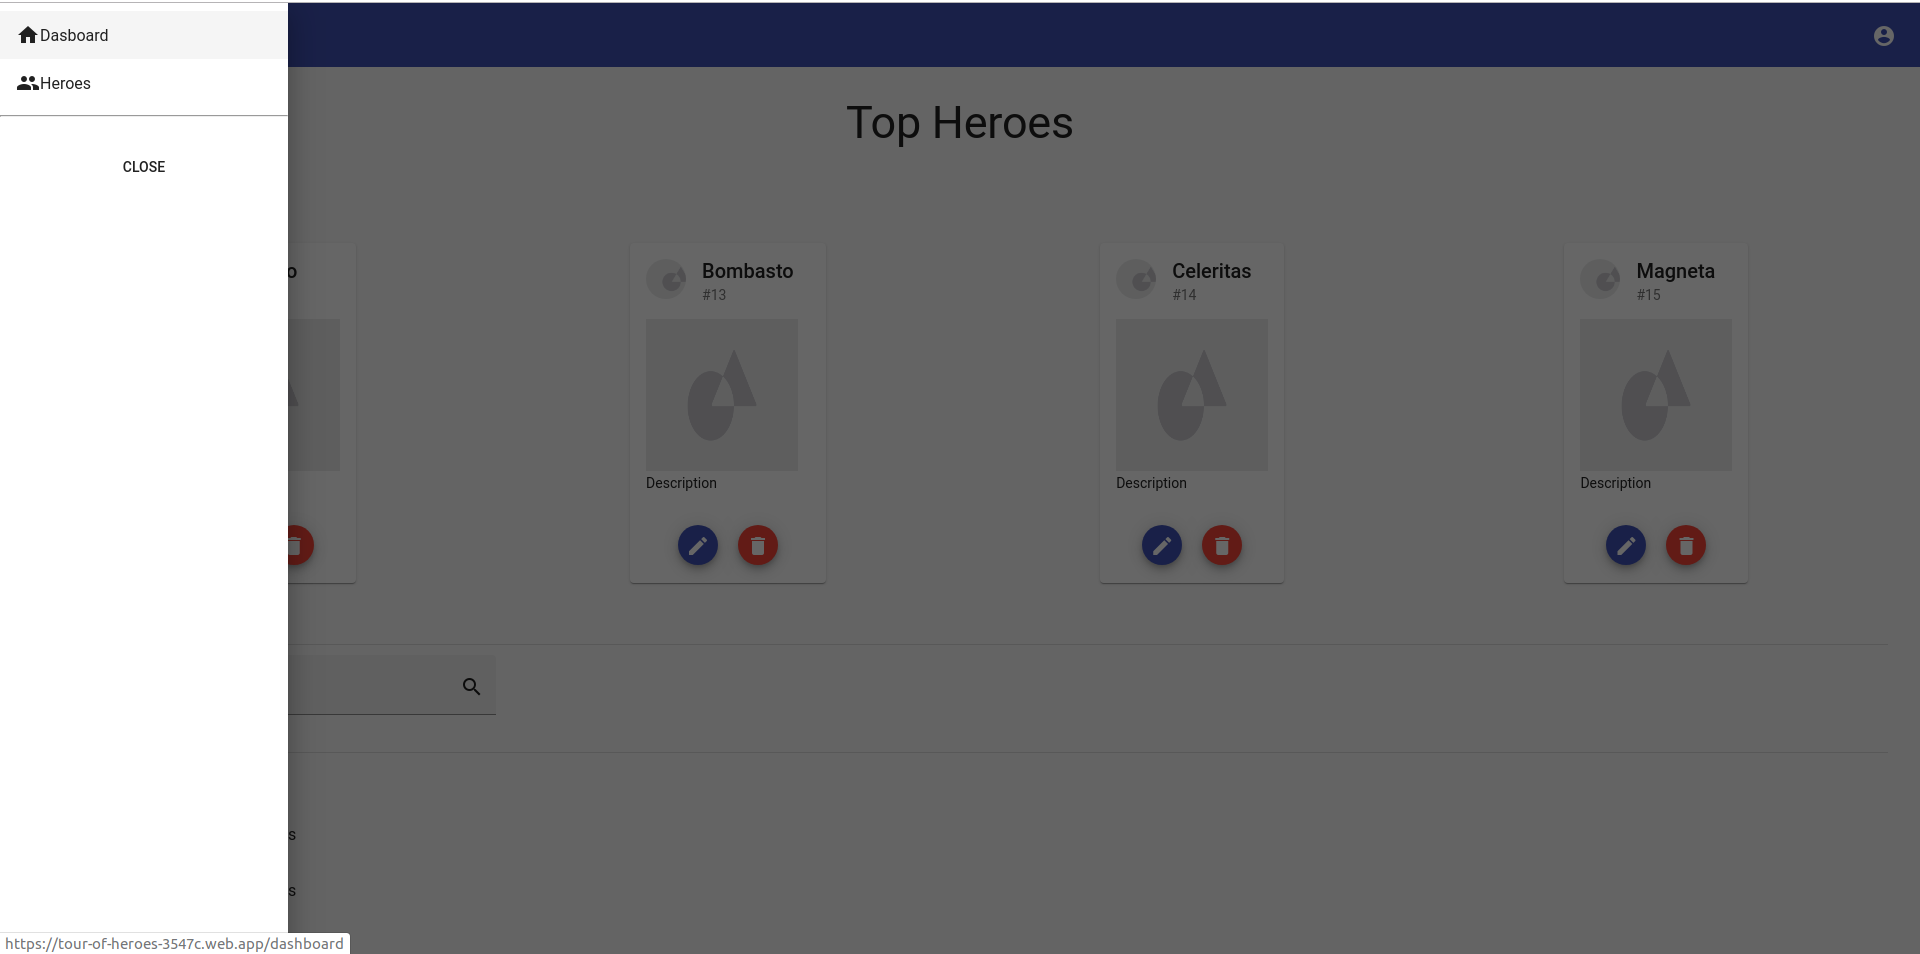 Dasboard
Heroes
CLOSE
Top Heroes
o
Bombasto
#13
Description
Celeritas
#14
Description
Magneta
#15
Description
s
s
https://tour-of-heroes-3547c.web.app/dashboard